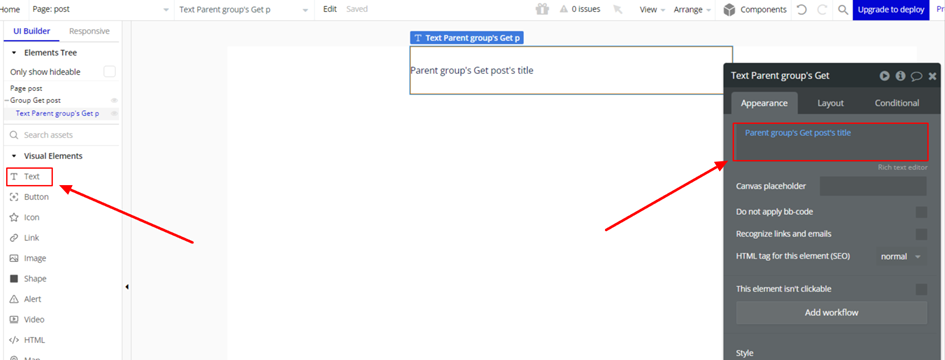 Home
Page: post
Text Parent group's Get p
Edit
Saved
0 issues
View
Arrange
Components
Upgrade to deploy
Pr
UI Builder
Responsive
Elements Tree
Only show hideable
Page post
Group Get post
Text Parent group's Get p
Search assets
Visual Elements
Text
Button
Icon
Link
Image
Shape
Alert
Video
HTML
Map
Text Parent group's Get p
Parent group's Get post's title
Text Parent group's Get
Appearance
Layout
Conditional
Parent group's Get post's title
Rich text editor
Canvas placeholder
Do not apply bb-code
Recognize links and emails
HTML tag for this element (SEO)
normal
This element isn't clickable
Add workflow
Style